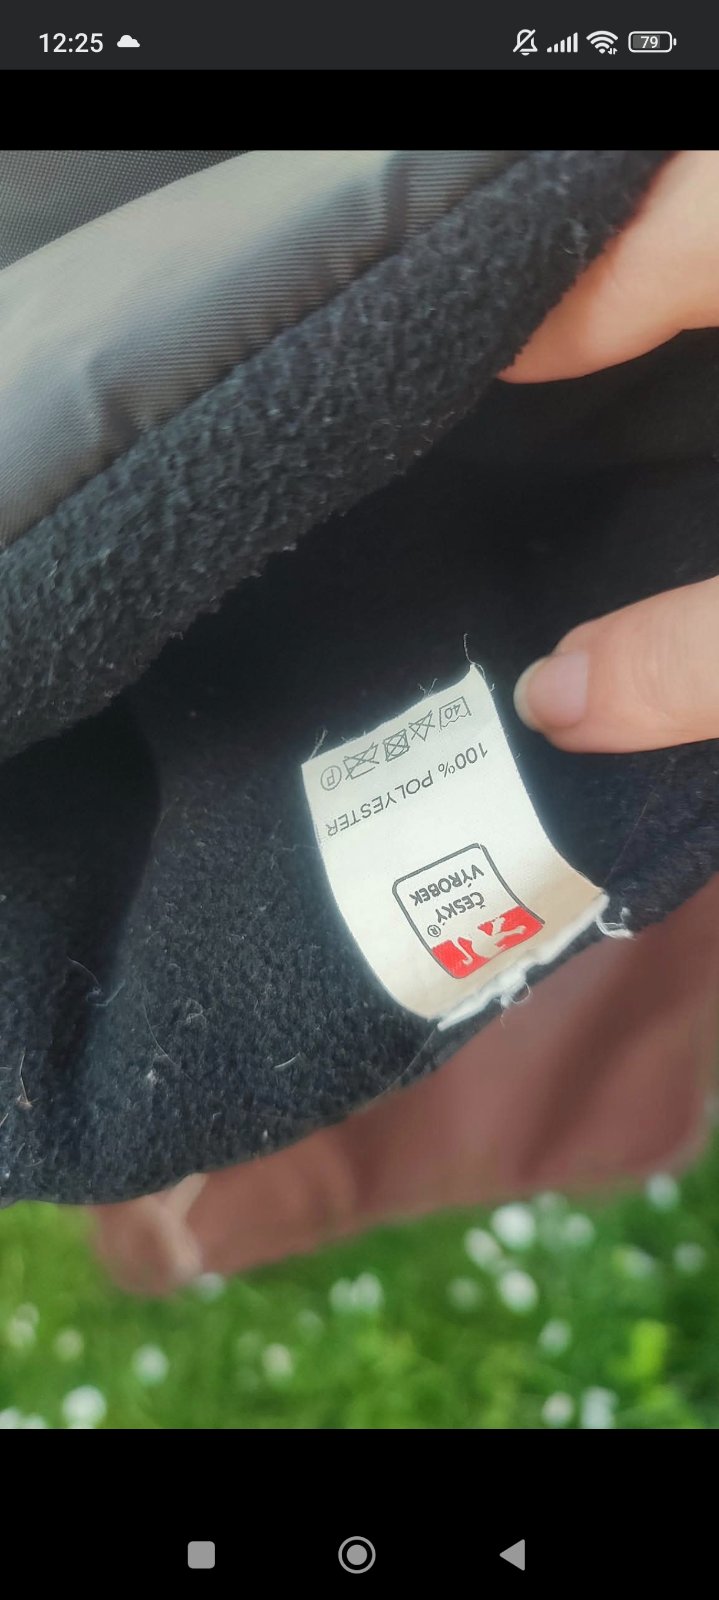 12:25
79
ČESKÝ
®
VÝROBEK
100% POLYESTER
40
P